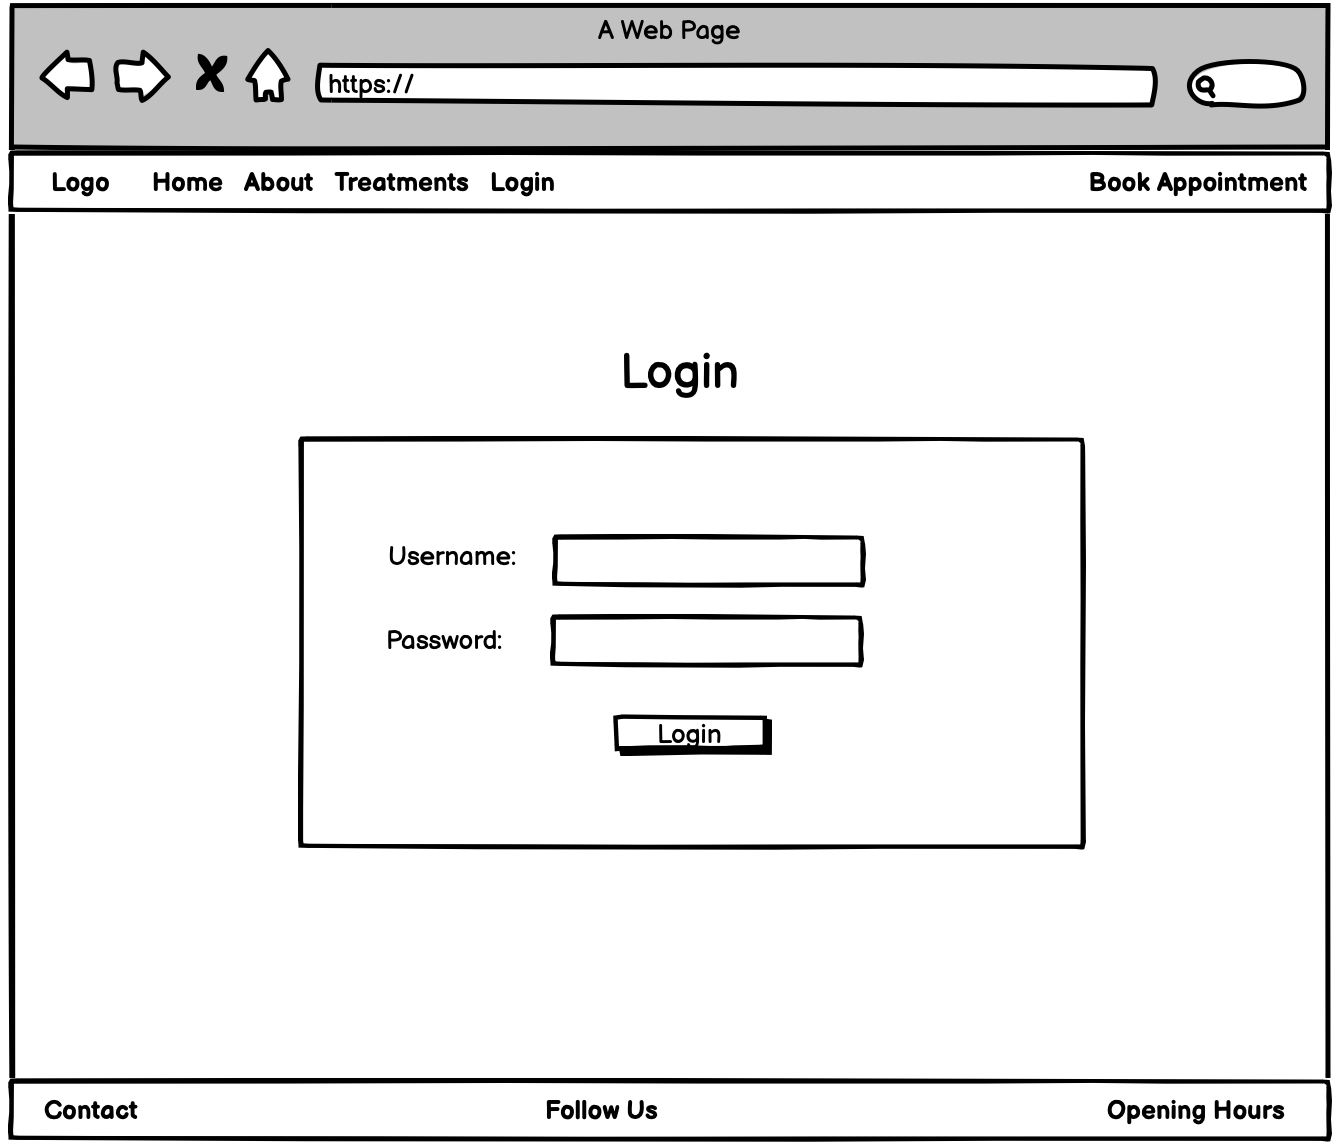 A Web Page
https://
Logo Home About Treatments Login Book Appointment
Login
Username:
Password:
Login
Contact Follow Us Opening Hours